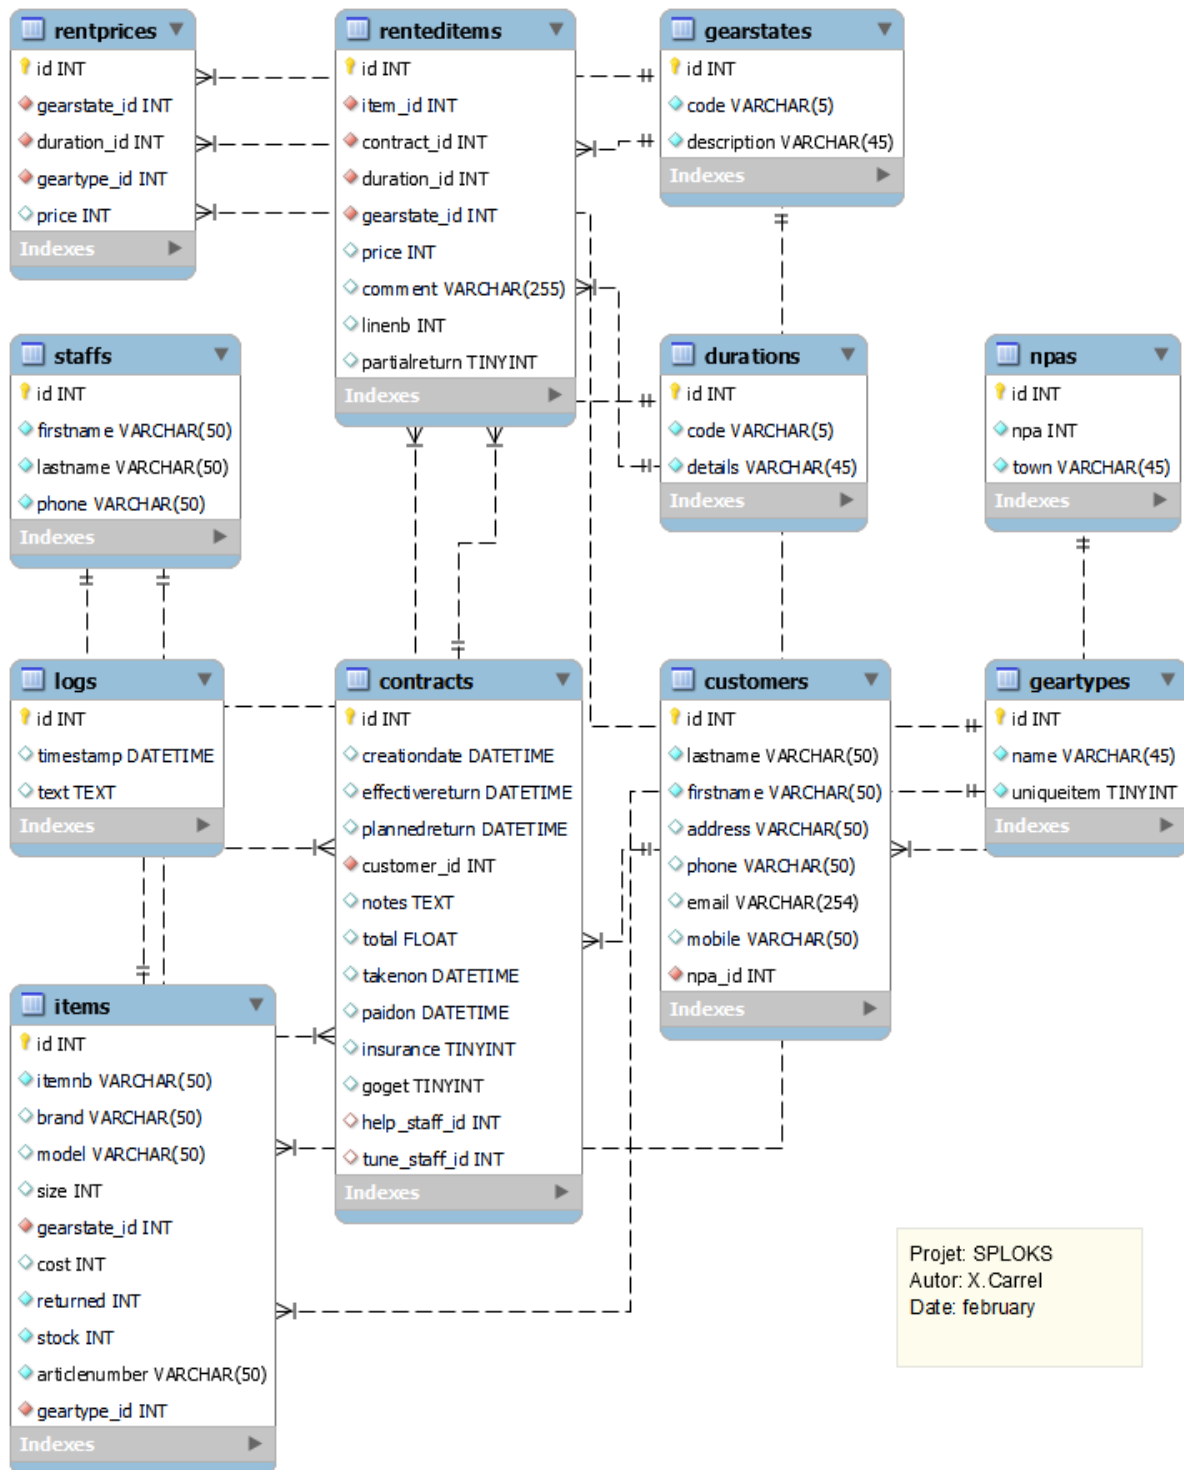 rentprices
id INT
gearstate_id INT
duration_id INT
geartype_id INT
price INT
Indexes
renteditems
id INT
item_id INT
contract_id INT
duration_id INT
gearstate_id INT
price INT
comment VARCHAR(255)
linenb INT
partialreturn TINYINT
Indexes
gearstates
id INT
code VARCHAR(5)
description VARCHAR(45)
Indexes
staffs
id INT
firstname VARCHAR(50)
lastname VARCHAR(50)
phone VARCHAR(50)
Indexes
durations
id INT
code VARCHAR(5)
details VARCHAR(45)
Indexes
npas
id INT
npa INT
town VARCHAR(45)
Indexes
logs
id INT
timestamp DATETIME
text TEXT
Indexes
contracts
id INT
creationdate DATETIME
effectivereturn DATETIME
plannedreturn DATETIME
customer_id INT
notes TEXT
total FLOAT
takenon DATETIME
paidon DATETIME
insurance TINYINT
goget TINYINT
help_staff_id INT
tune_staff_id INT
Indexes
customers
id INT
lastname VARCHAR(50)
firstname VARCHAR(50)
address VARCHAR(50)
phone VARCHAR(50)
email VARCHAR(254)
mobile VARCHAR(50)
npa_id INT
Indexes
geartypes
id INT
name VARCHAR(45)
uniqueitem TINYINT
Indexes
items
id INT
itemnb VARCHAR(50)
brand VARCHAR(50)
model VARCHAR(50)
size INT
gearstate_id INT
cost INT
returned INT
stock INT
articlenumber VARCHAR(50)
geartype_id INT
Indexes
Projet: SPLOKS
Autor: X.Carrel
Date: february